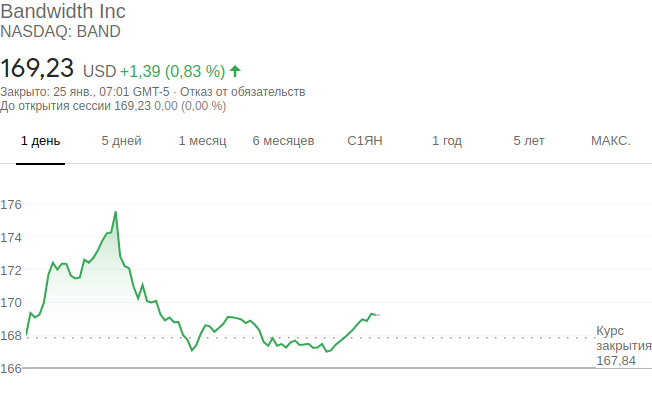 Bandwidth Inc
NASDAQ: BAND
169,23 USD +1,39 (0,83 %)
Закрыто: 25 янв., 07:01 GMT-5 · Отказ от обязательств
До открытия сессии 169,23 0,00 (0,00 %)
1 день 5 дней 1 месяц 6 месяцев С1ЯН 1 год 5 лет МАКС.
176
174
172
170
168
166
Курс
закрытия
167,84